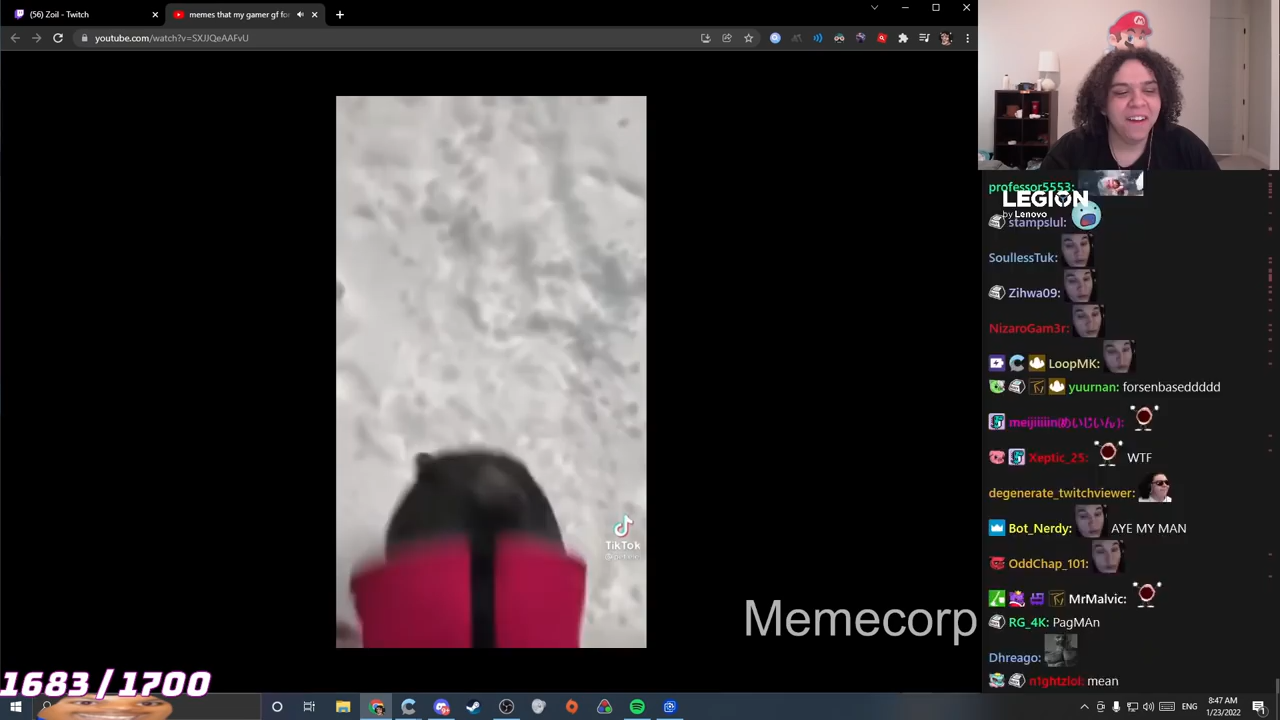 (56) Zoil - Twitch
memes that my gamer gf fo
youtube.com/watch?v=SXJJQeAAFvU
professor5553:
LEGION
by Lenovo
stampslul:
SoullessTuk:
Zihwa09:
NizaroGam3r:
LoopMK:
yuurnan: forsenbaseddddd
meijiiiiin(めいじいん):
Xeptic_25: WTF
degenerate_twitchviewer:
Bot_Nerdy: AYE MY MAN
OddChap_101:
MrMalvic:
RG_4K: PagMAn
Dhreago:
n1ghtzlol: mean
TikTok
Memecorp
1683/1700
ENG
8:47 AM
1/23/2022